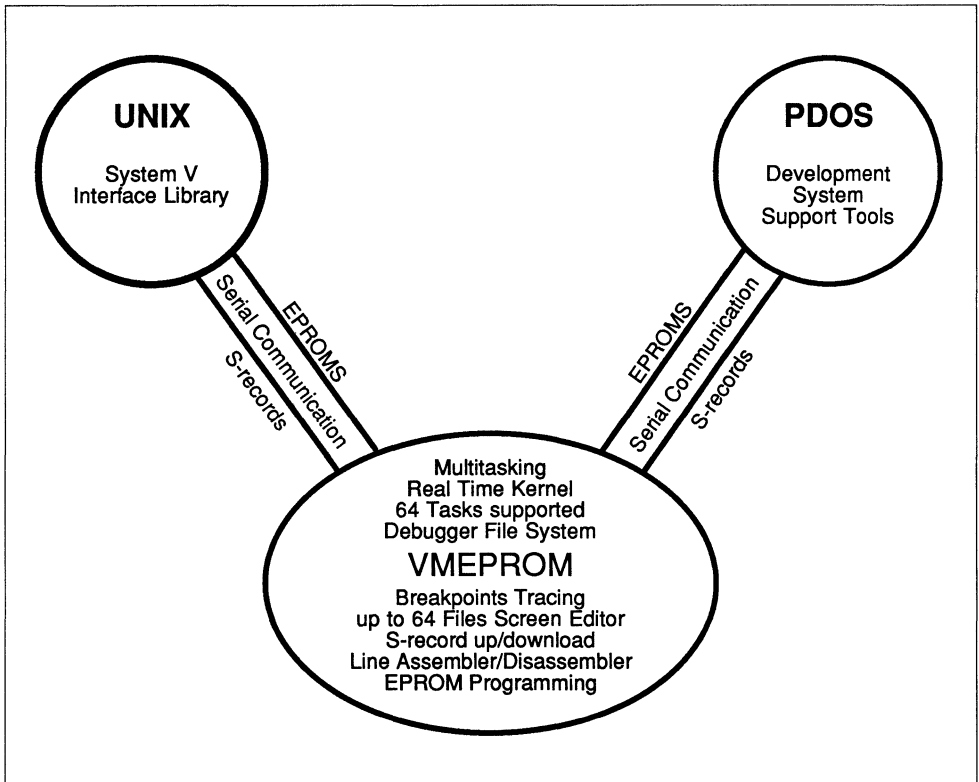 UNIX
System V
Interface Library
PDOS
Development
System
Support Tools
EPROMS
Serial Communication
S-records
EPROMS
Serial Communication
S-records
Multitasking
Real Time Kernel
64 Tasks supported
Debugger File System
VMEPROM
Breakpoints Tracing
up to 64 Files Screen Editor
S-record up/download
Line Assembler/Disassembler
EPROM Programming